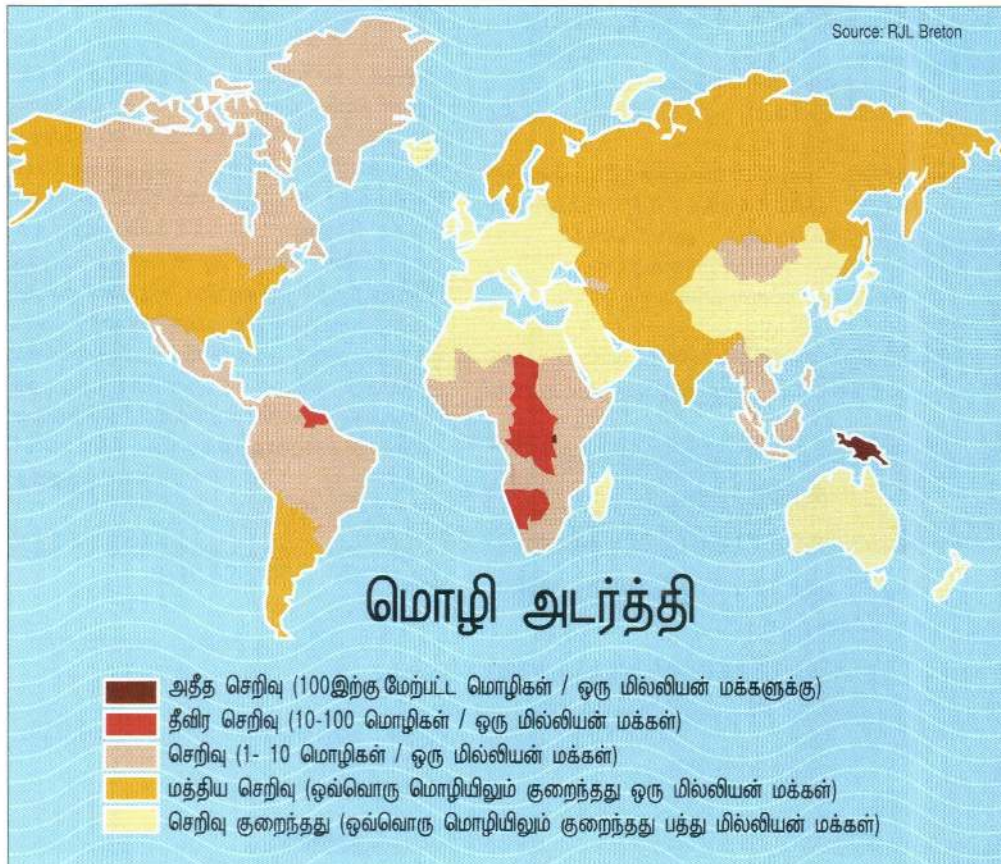 Source: RJL Breton
மொழி அடர்த்தி
அதீத செறிவு (100இற்கு மேற்பட்ட மொழிகள் / ஒரு மில்லியன் மக்களுக்கு)
தீவிர செறிவு (10-100 மொழிகள் / ஒரு மில்லியன் மக்கள்)
செறிவு (1- 10 மொழிகள் / ஒரு மில்லியன் மக்கள்)
மத்திய செறிவு (ஒவ்வொரு மொழியிலும் குறைந்தது ஒரு மில்லியன் மக்கள்)
செறிவு குறைந்தது (ஒவ்வொரு மொழியிலும் குறைந்தது பத்து மில்லியன் மக்கள்)